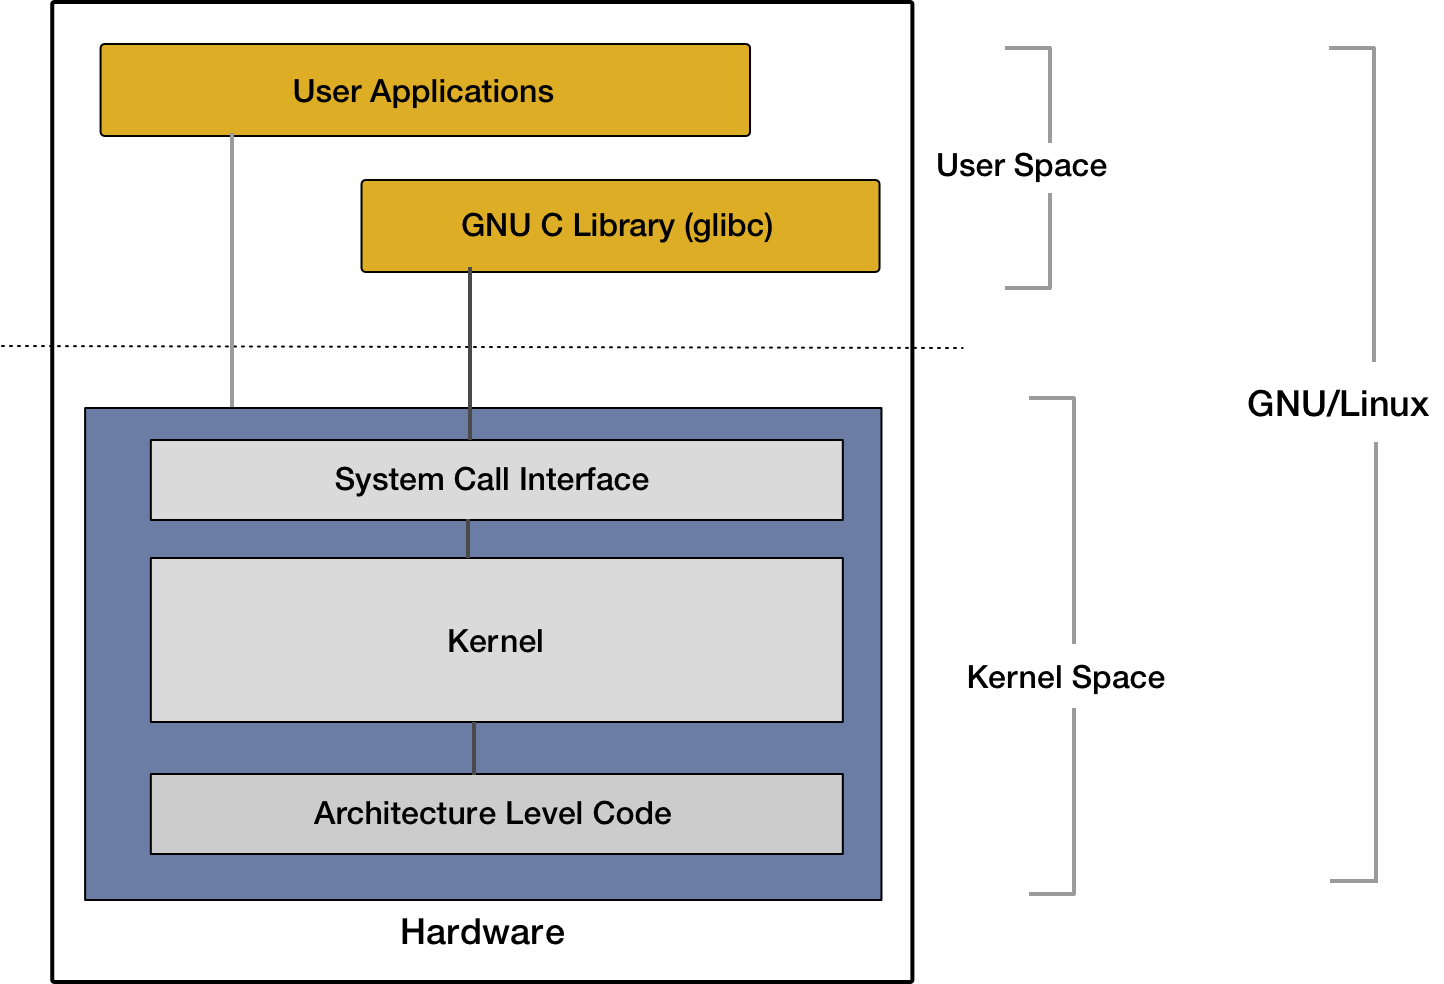 User Applications
GNU C Library (glibc)
User Space
GNU/Linux
System Call Interface
Kernel
Kernel Space
Architecture Level Code
Hardware